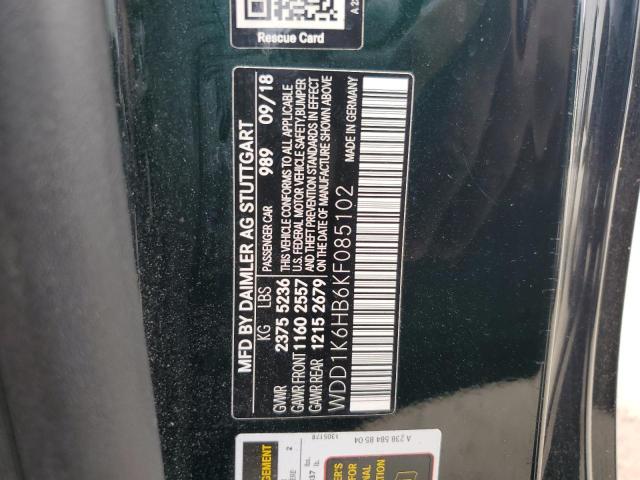 Rescue Card
MFD BY DAIMLER AG STUTTGART
KG LBS PASSENGER CAR 989 09/18
GVWR 2375 5236 THIS VEHICLE CONFORMS TO ALL APPLICABLE
GAWR FRONT 1160 2557 U.S. FEDERAL MOTOR VEHICLE SAFETY,BUMPER
GAWR REAR 1215 2679 AND THEFT PREVENTION STANDARDS IN EFFECT
ON THE DATE OF MANUFACTURE SHOWN ABOVE
WDD1K6HB6KF085102 MADE IN GERMANY
A 238 584 85 04
1305178